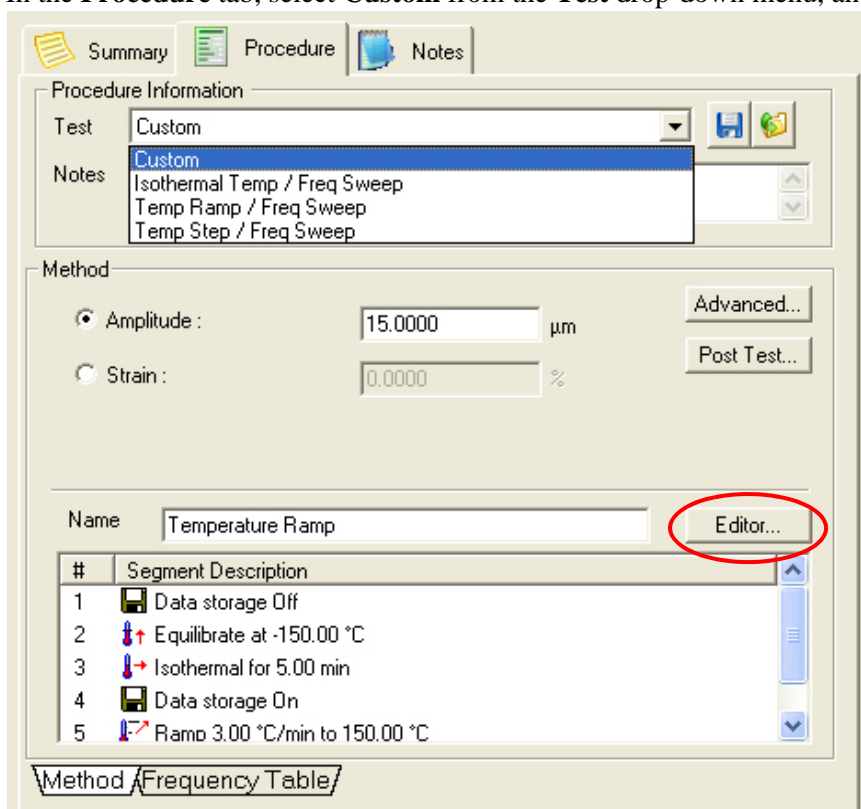 In the Procedure tab, select Custom from the Test drop-down menu, an
Summary Procedure Notes
Procedure Information
Test Custom
Custom
Notes
Isothermal Temp / Freq Sweep
Temp Ramp / Freq Sweep
Temp Step / Freq Sweep
Method
Amplitude : 15.0000 µm Advanced...
Post Test...
Strain : 0.0000 %
Name Temperature Ramp Editor...
# Segment Description
1 Data storage Off
2 Equilibrate at -150.00 °C
3 Isothermal for 5.00 min
4 Data storage On
5 Ramp 3.00 °C/min to 150.00 °C
Method Frequency Table